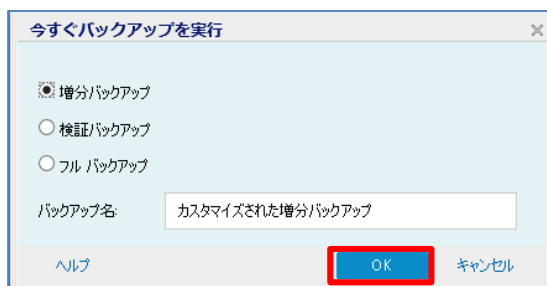 今すぐバックアップを実行
増分バックアップ
検証バックアップ
フル バックアップ
バックアップ名: カスタマイズされた増分バックアップ
ヘルプ OK キャンセル